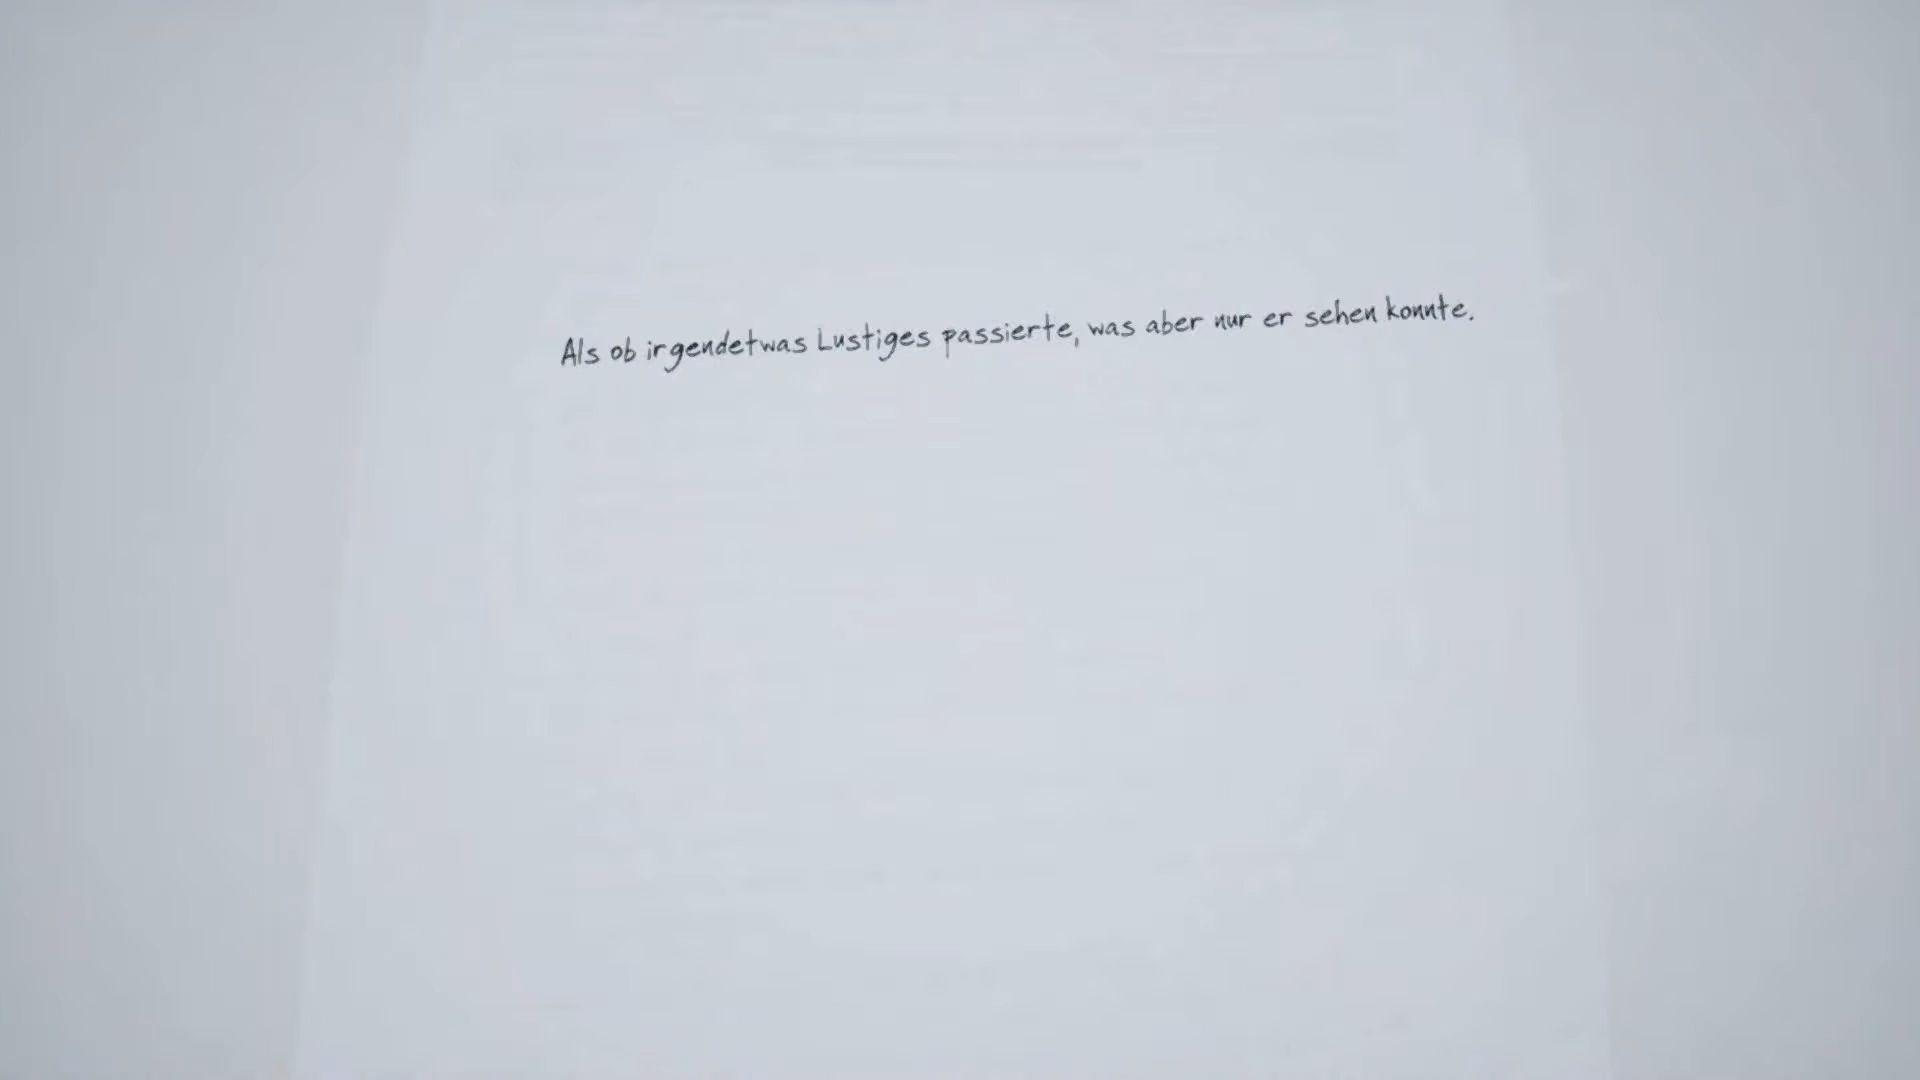 Als ob irgendetwas Lustiges passierte, was aber nur er sehen konnte.